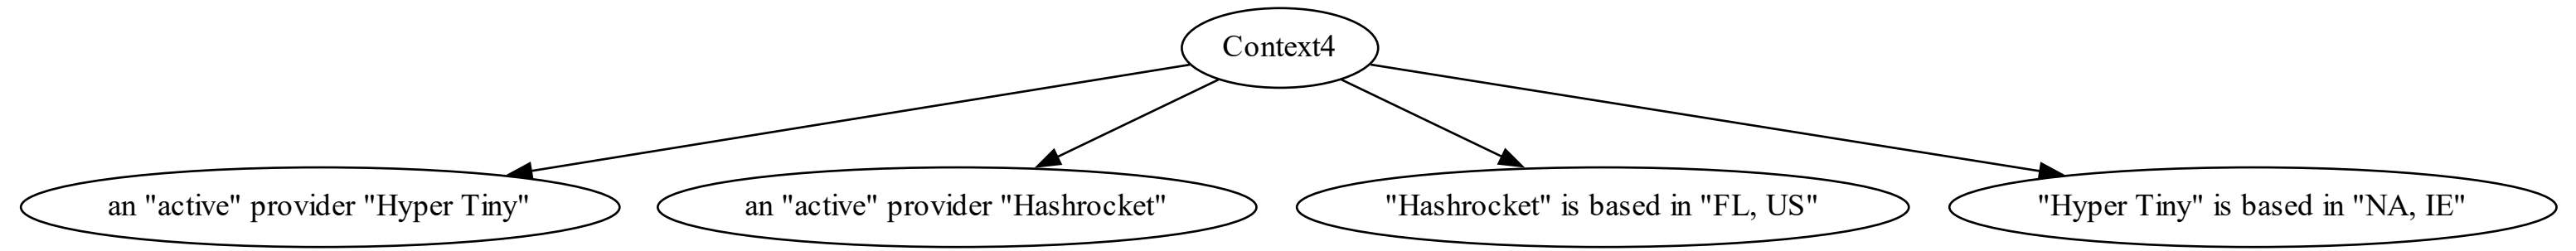 Context4
an "active" provider "Hyper Tiny"
an "active" provider "Hashrocket"
"Hashrocket" is based in "FL, US"
"Hyper Tiny" is based in "NA, IE"